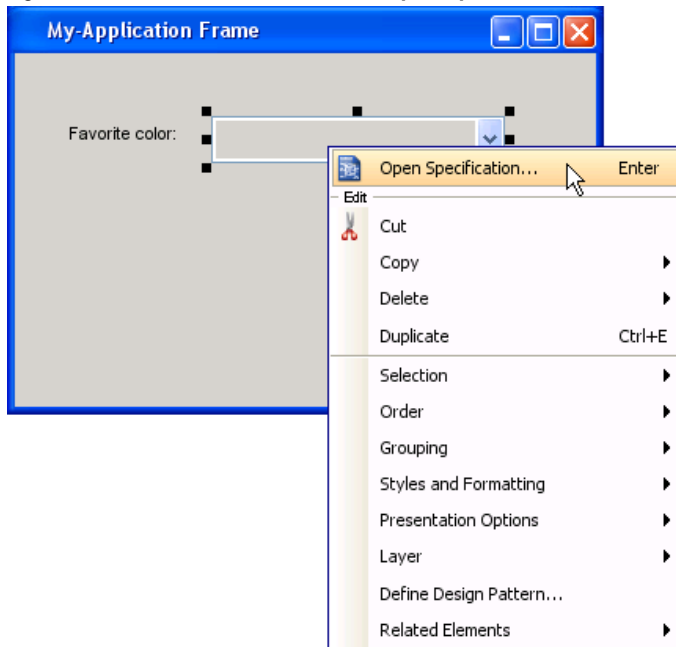 My-Application Frame
Favorite color:
Open Specification... Enter
Edit
Cut
Copy
Delete
Duplicate Ctrl+E
Selection
Order
Grouping
Styles and Formatting
Presentation Options
Layer
Define Design Pattern...
Related Elements